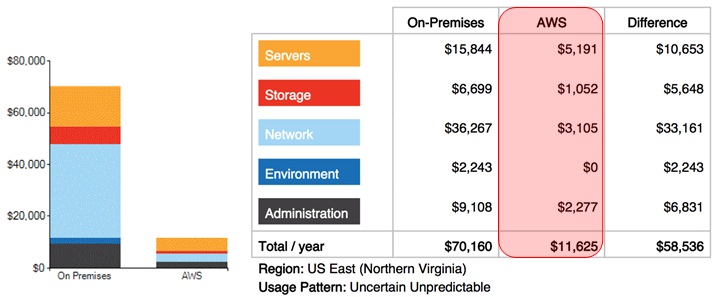 On-Premises AWS Difference
Servers $15,844 $5,191 $10,653
Storage $6,699 $1,052 $5,648
Network $36,267 $3,105 $33,161
Environment $2,243 $0 $2,243
Administration $9,108 $2,277 $6,831
Total / year $70,160 $11,625 $58,536
Region: US East (Northern Virginia)
Usage Pattern: Uncertain Unpredictable
$80,000
$60,000
$40,000
$20,000
$0
On Premises AWS